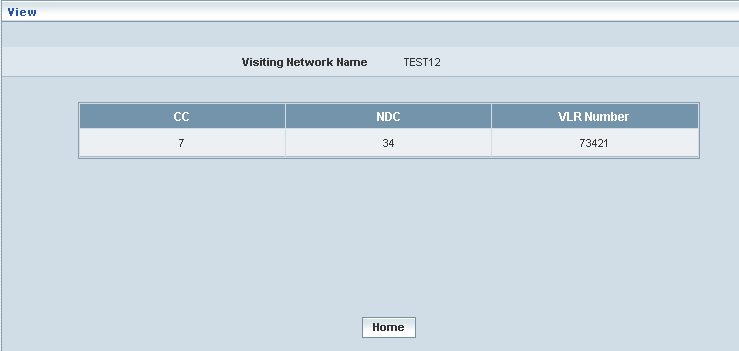 View
Visiting Network Name TEST12
CC NDC VLR Number
7 34 73421
Home